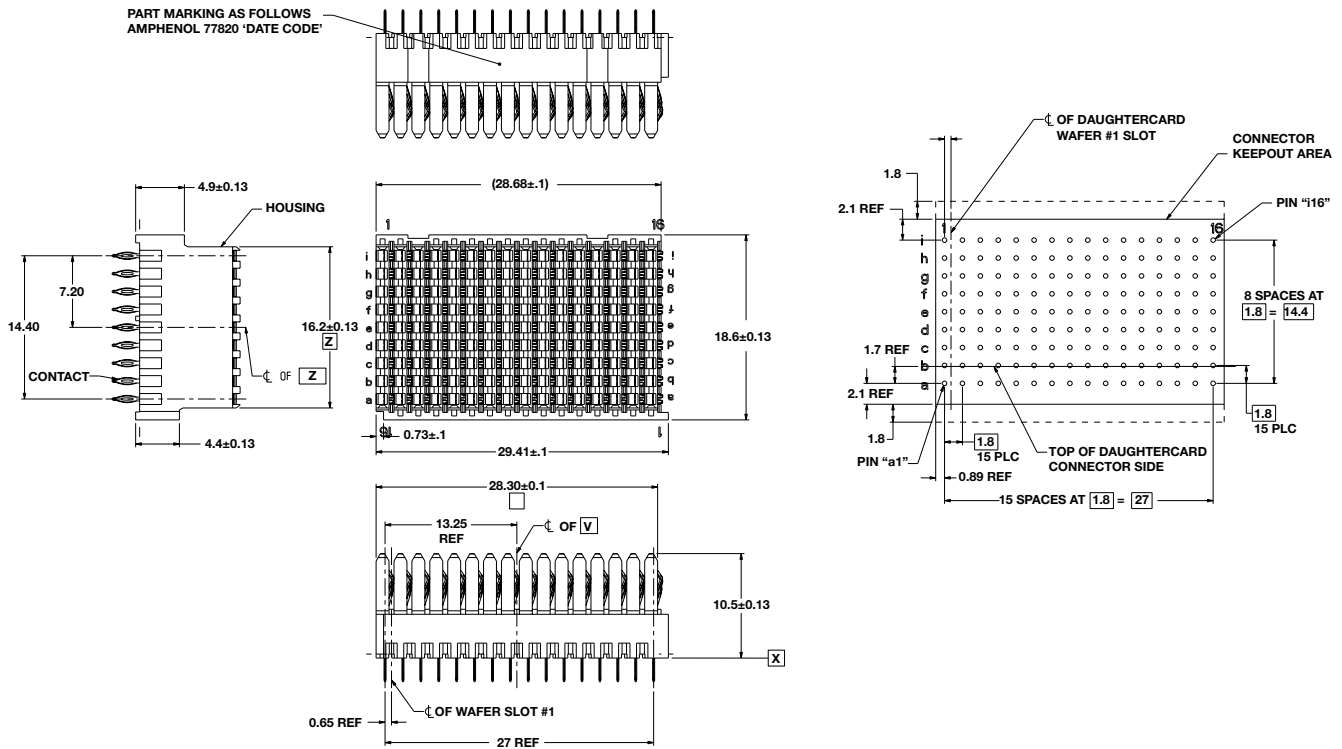 PART MARKING AS FOLLOWS
AMPHENOL 77820 ‘DATE CODE’
4.9±0.13
HOUSING
7.20
14.40
16.2±0.13
Z
CONTACT
℄ OF Z
4.4±0.13
(28.68±.1)
1
16
i
h
g
f
e
d
c
b
a
i
h
g
f
e
d
c
b
a
18.6±0.13
16
1
0.73±.1
29.41±.1
28.30±0.1
13.25
REF
℄ OF V
10.5±0.13
X
℄ OF WAFER SLOT #1
0.65 REF
27 REF
℄ OF DAUGHTERCARD
WAFER #1 SLOT
CONNECTOR
KEEPOUT AREA
1.8
2.1 REF
PIN “i16”
1
16
i
h
g
f
e
d
c
b
a
8 SPACES AT
1.8 = 14.4
1.7 REF
2.1 REF
1.8
15 PLC
1.8
1.8
15 PLC
PIN “a1”
TOP OF DAUGHTERCARD
CONNECTOR SIDE
0.89 REF
15 SPACES AT 1.8 = 27